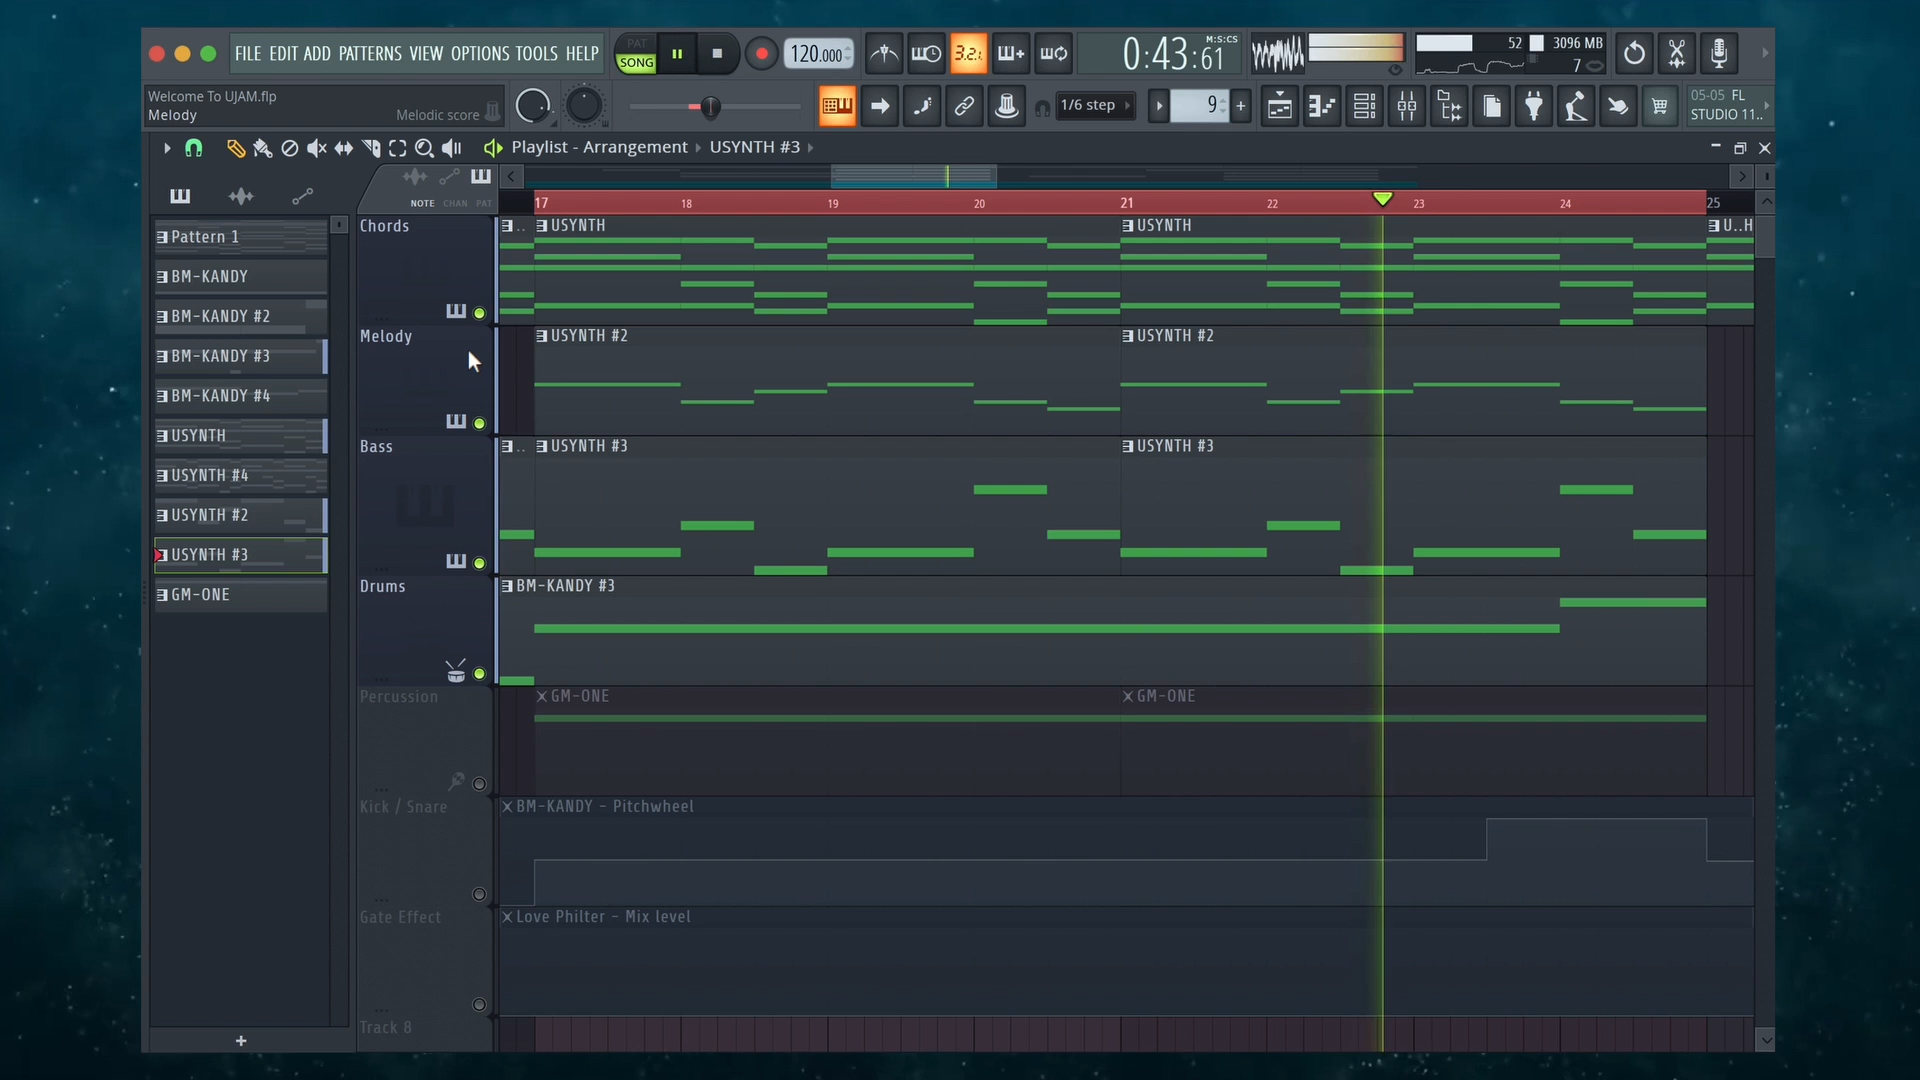 FILE EDIT ADD PATTERNS VIEW OPTIONS TOOLS HELP
PAT
SONG
120.000
3.2.
0:43:61
M:S:CS
52
3096 MB
7
Welcome To UJAM.flp
Melody
Melodic score
1/6 step
9
05-05 FL
STUDIO 11..
Playlist - Arrangement
USYNTH #3
NOTE CHAN PAT
17 18 19 20 21 22 23 24 25
Pattern 1
BM-KANDY
BM-KANDY #2
BM-KANDY #3
BM-KANDY #4
USYNTH
USYNTH #4
USYNTH #2
USYNTH #3
GM-ONE
+
Chords
..
USYNTH
USYNTH
U..H
Melody
USYNTH #2
USYNTH #2
Bass
..
USYNTH #3
USYNTH #3
Drums
BM-KANDY #3
Percussion
GM-ONE
GM-ONE
Kick / Snare
BM-KANDY - Pitchwheel
Gate Effect
Love Philter - Mix level
Track 8